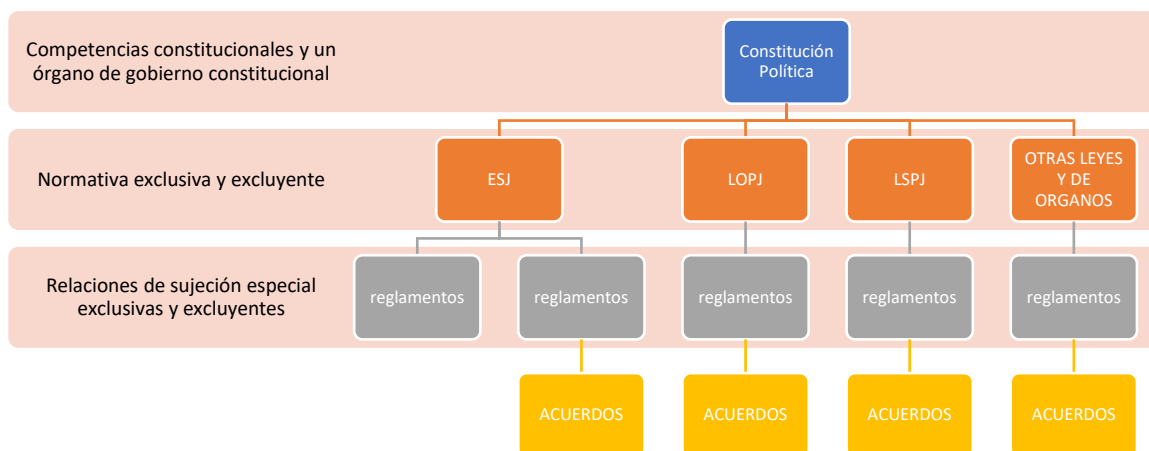 Competencias constitucionales y un
órgano de gobierno constitucional
Constitución
Política
Normativa exclusiva y excluyente
ESJ
LOPJ
LSPJ
OTRAS LEYES
Y DE
ORGANOS
Relaciones de sujeción especial
exclusivas y excluyentes
reglamentos
reglamentos
reglamentos
reglamentos
reglamentos
ACUERDOS
ACUERDOS
ACUERDOS
ACUERDOS